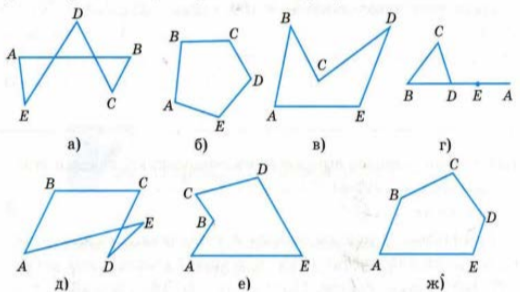 D
A B
E C
а)
B C
D
A
E
б)
B D
C
A E
в)
C
B D E A
г)
B C
E
A D
д)
D
C
B
A E
е)
C
B
D
A E
ж)